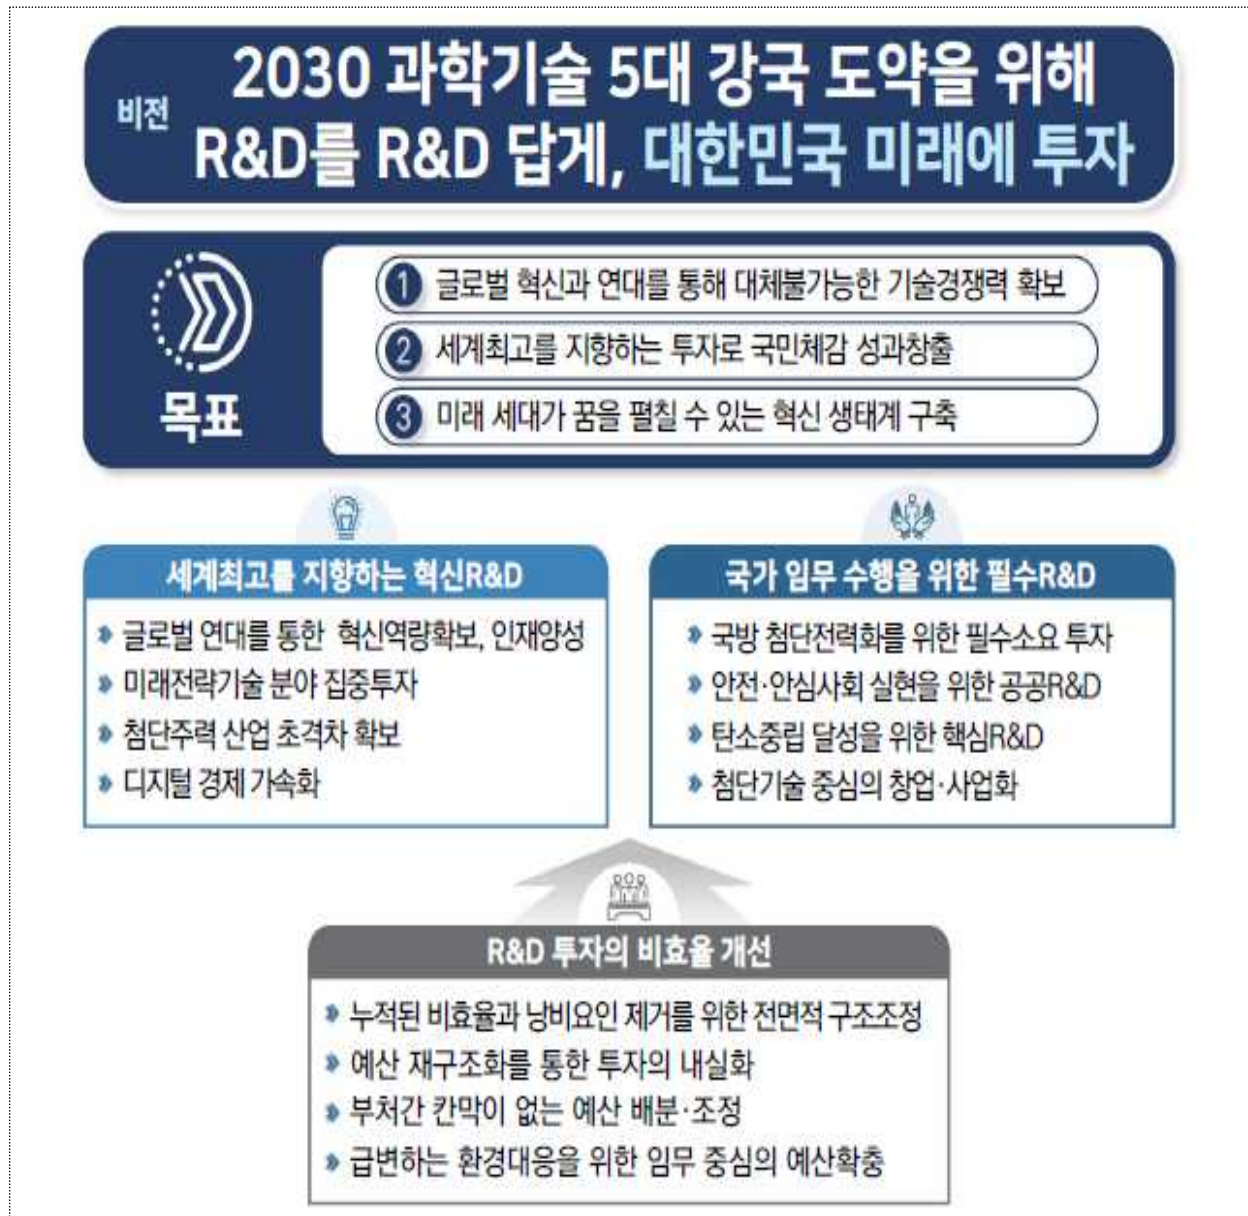 비전
2030 과학기술 5대 강국 도약을 위해
R&D를 R&D 답게, 대한민국 미래에 투자
목표
1 글로벌 혁신과 연대를 통해 대체불가능한 기술경쟁력 확보
2 세계최고를 지향하는 투자로 국민체감 성과창출
3 미래 세대가 꿈을 펼칠 수 있는 혁신 생태계 구축
세계최고를 지향하는 혁신R&D
글로벌 연대를 통한 혁신역량확보, 인재양성
미래전략기술 분야 집중투자
첨단주력 산업 초격차 확보
디지털 경제 가속화
국가 임무 수행을 위한 필수R&D
국방 첨단전력화를 위한 필수소요 투자
안전·안심사회 실현을 위한 공공R&D
탄소중립 달성을 위한 핵심R&D
첨단기술 중심의 창업·사업화
R&D 투자의 비효율 개선
누적된 비효율과 낭비요인 제거를 위한 전면적 구조조정
예산 재구조화를 통한 투자의 내실화
부처간 칸막이 없는 예산 배분·조정
급변하는 환경대응을 위한 임무 중심의 예산확충